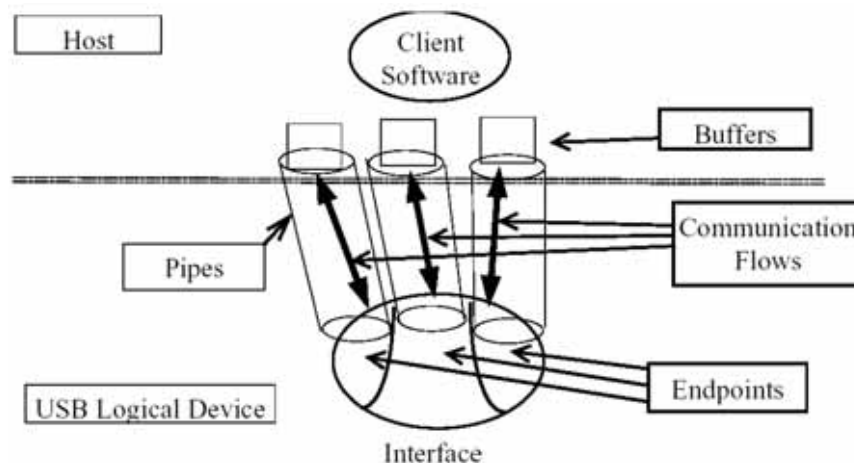 Host
Client
Software
Buffers
Communication
Flows
Pipes
Endpoints
USB Logical Device
Interface